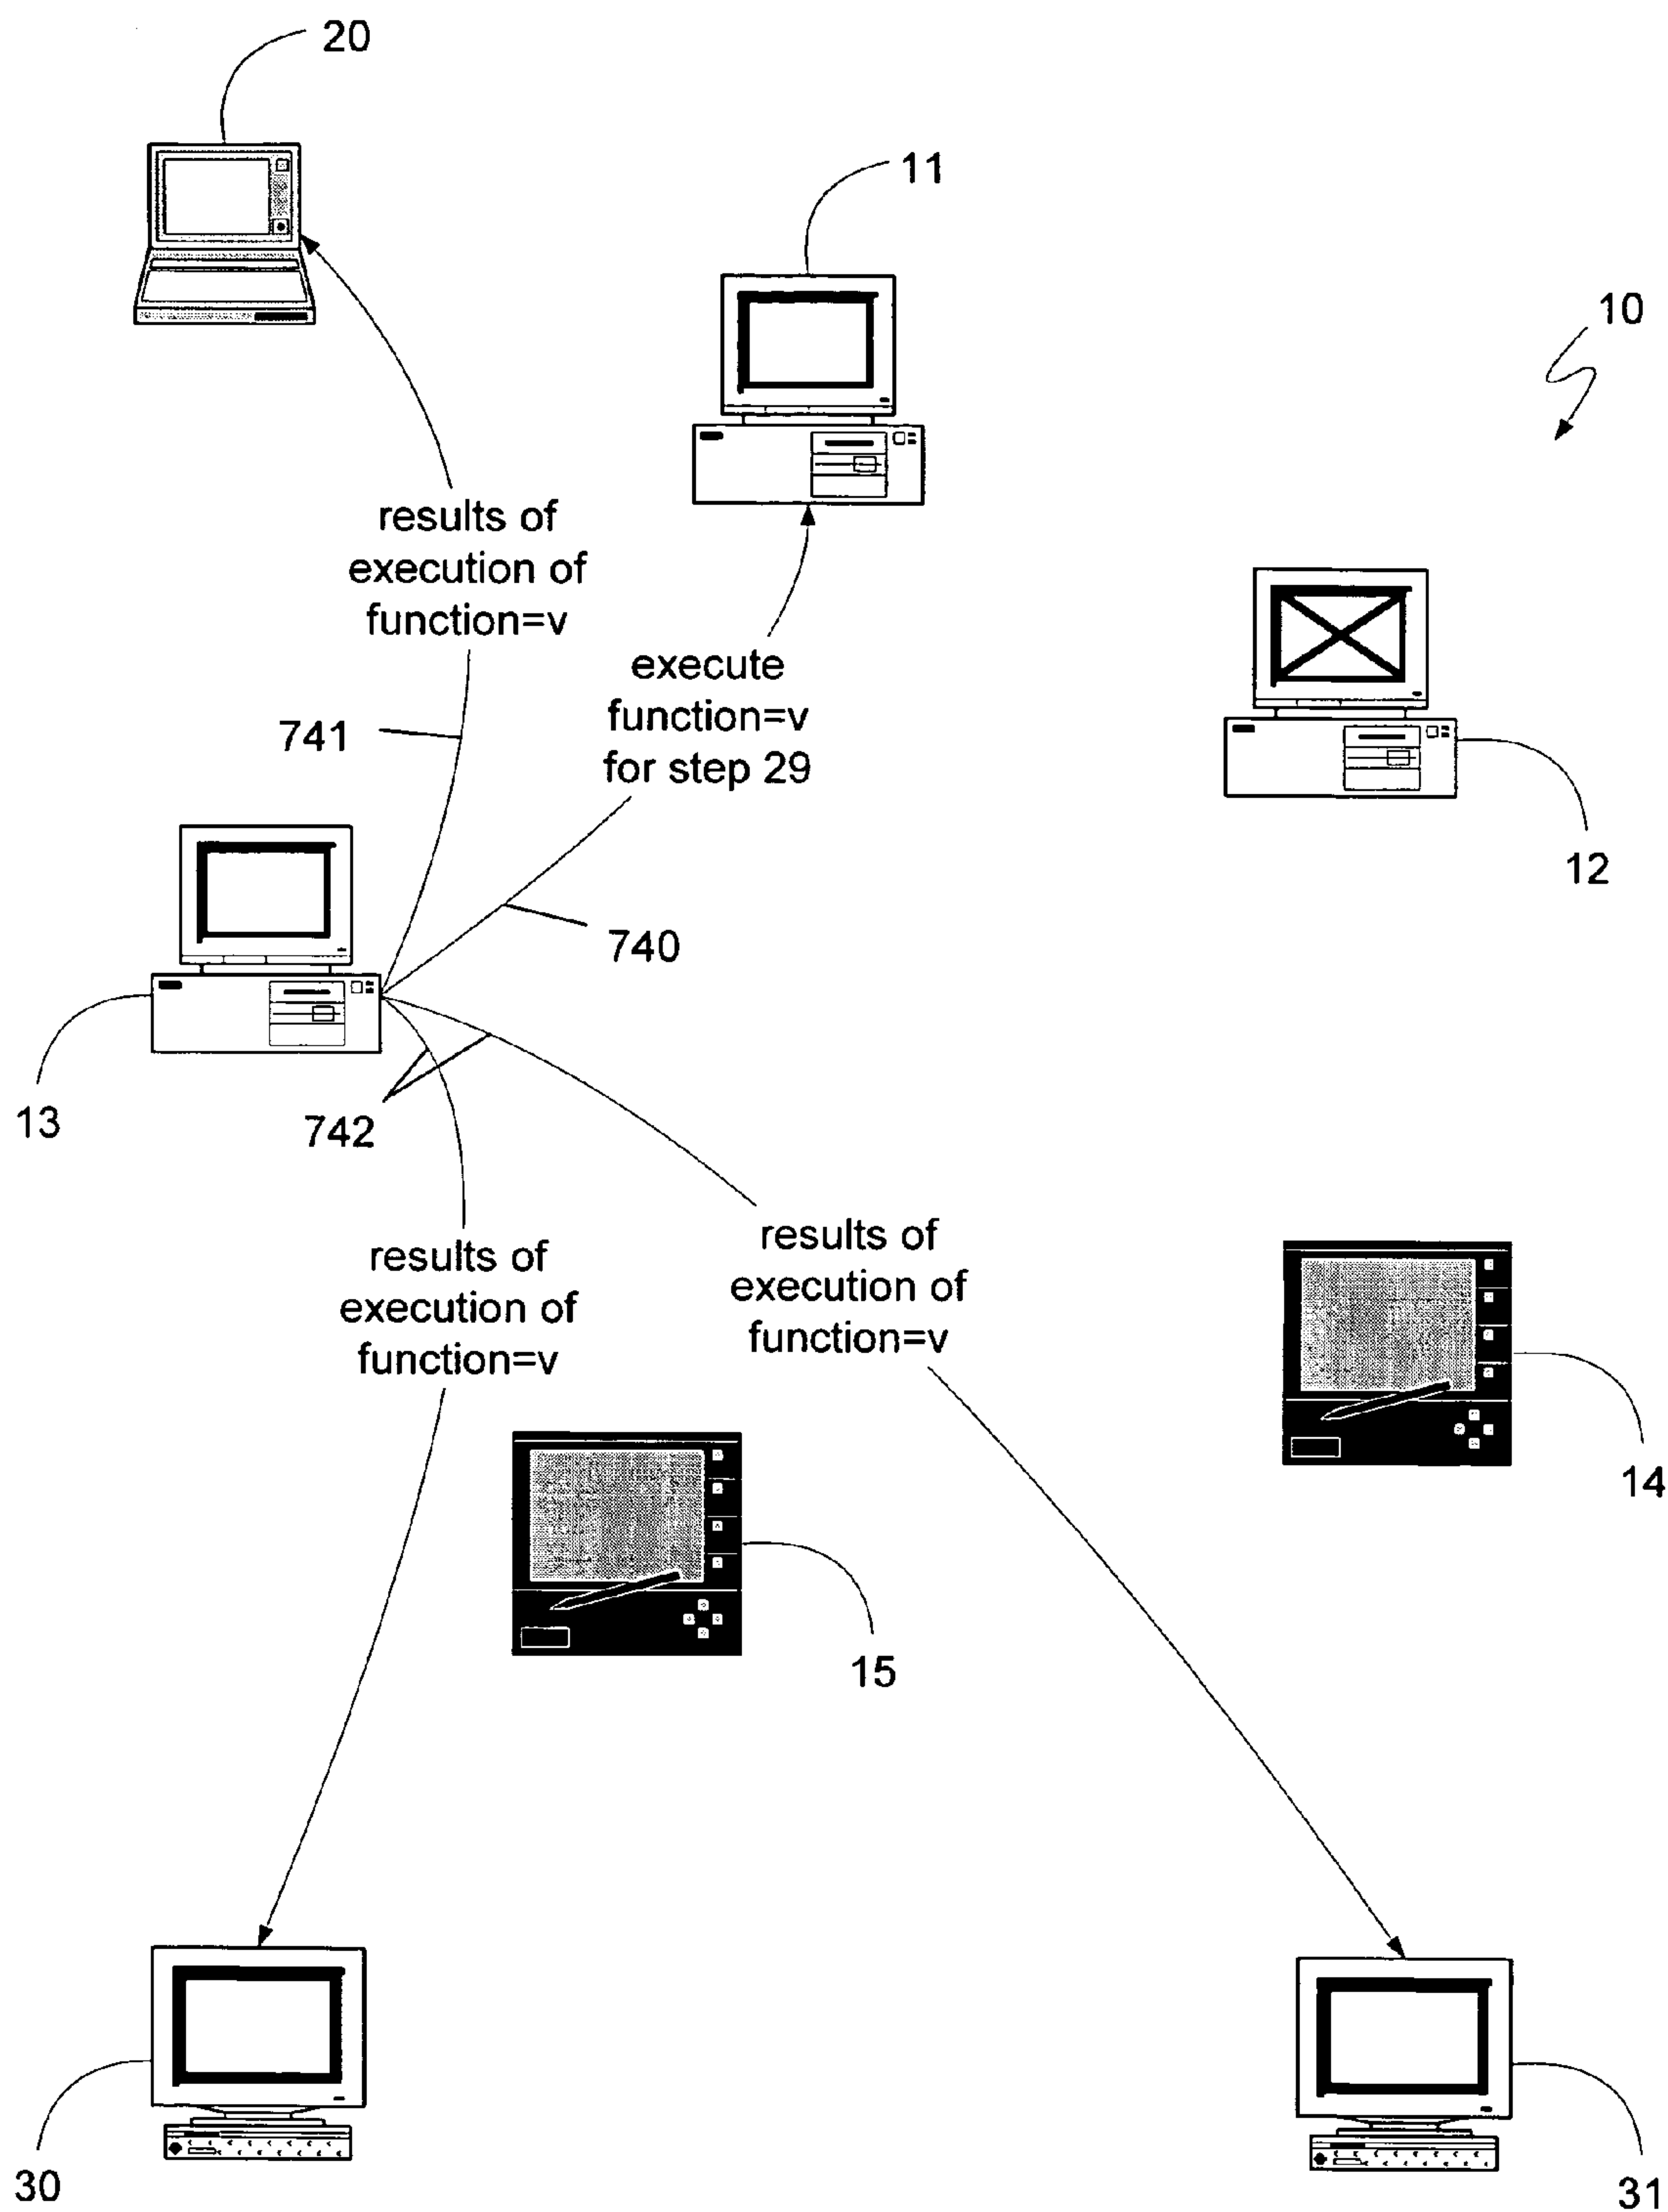 20
11
10
results of
execution of
function=v
execute
function=v
for step 29
741
12
740
13
742
results of
execution of
function=v
results of
execution of
function=v
14
15
30
31